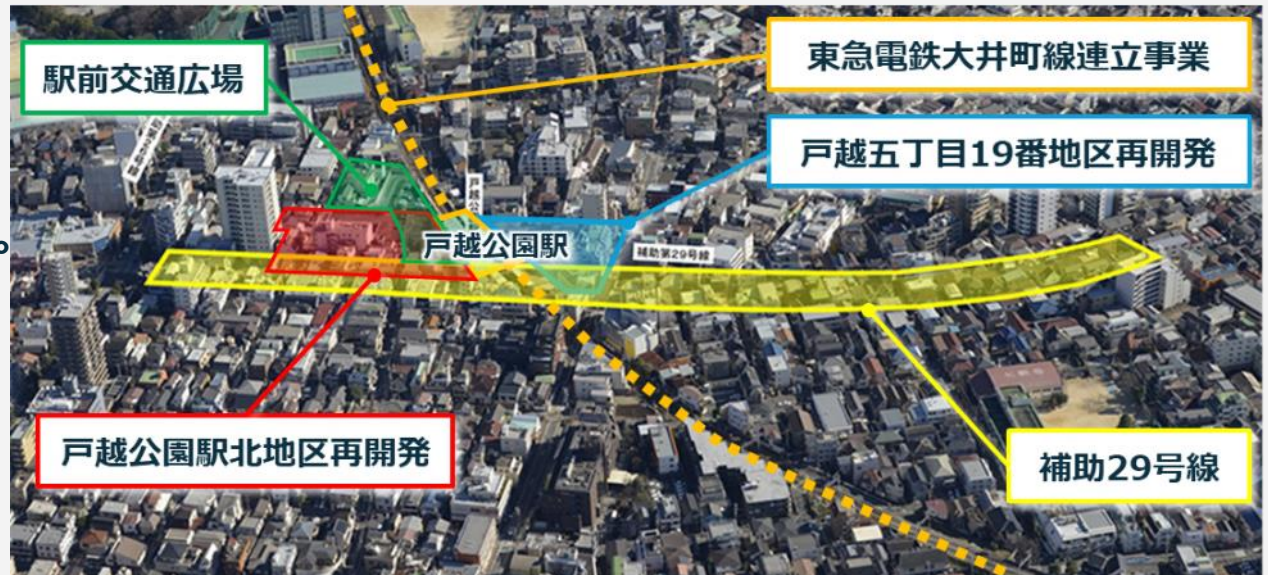 駅前交通広場
東急電鉄大井町線連立事業
戸越五丁目19番地区再開発
戸越公園駅
補助第29号線
戸越公園駅北地区再開発
補助29号線
。